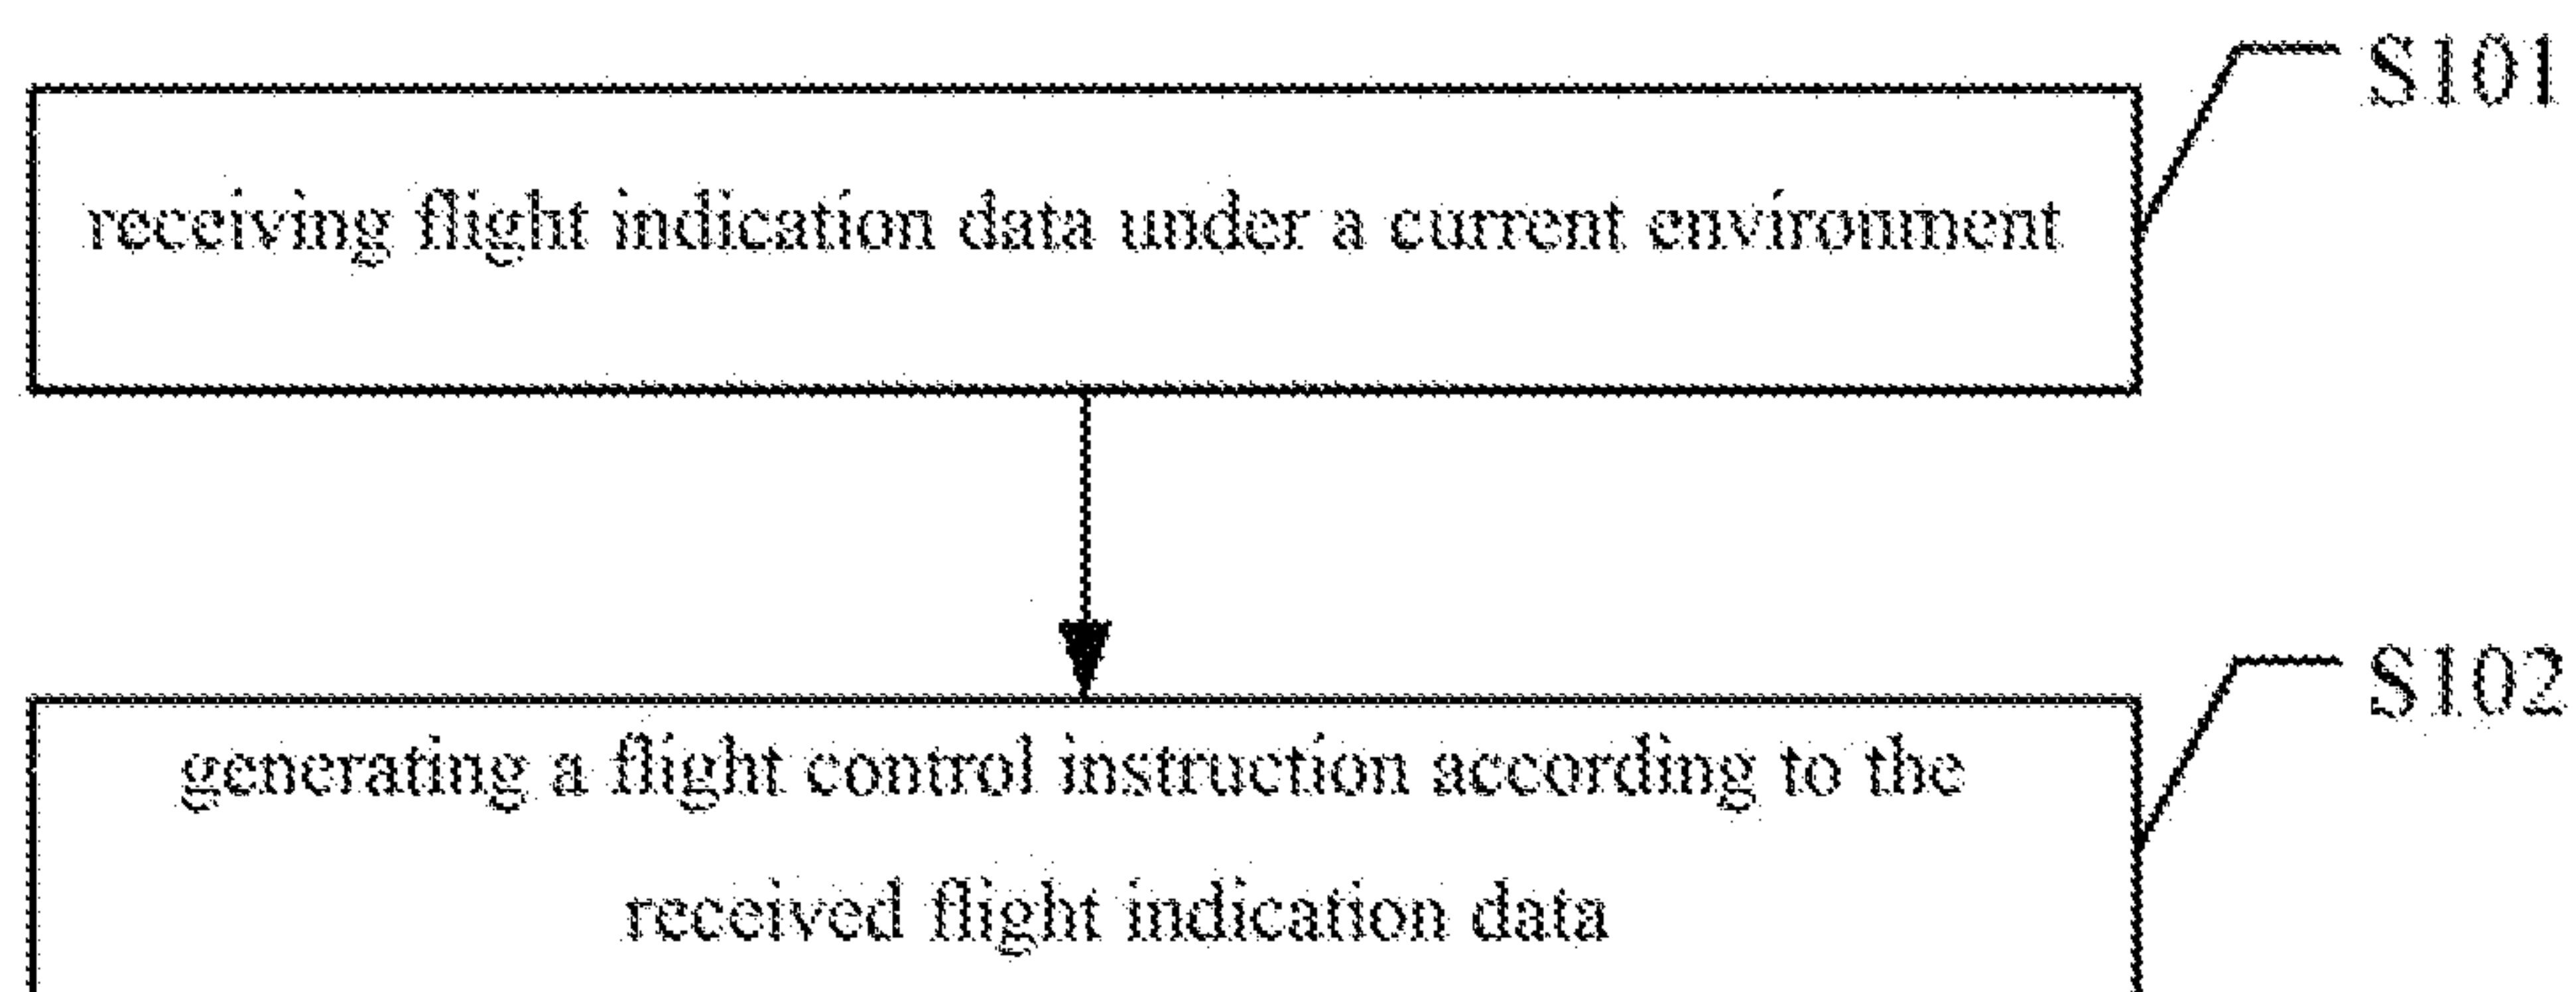 S101
receiving flight indication data under a current environment
S102
generating a flight control instruction according to the
received flight indication data